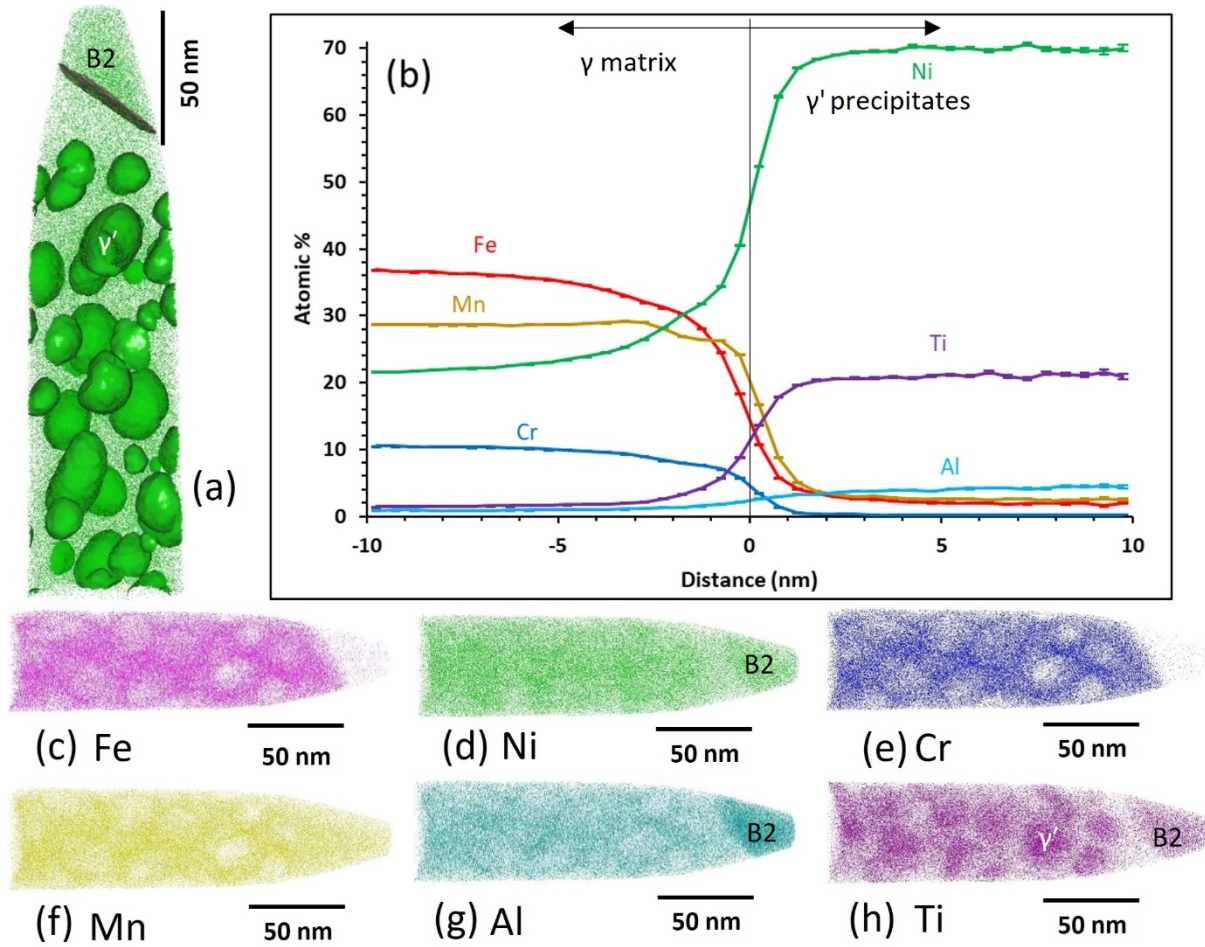 B2
50 nm
γ'
(a)
(b)
γ matrix
Ni
γ' precipitates
Fe
Mn
Ti
Cr
Al
70
60
50
40
30
20
10
0
Atomic %
-10 -5 0 5 10
Distance (nm)
B2
50 nm 50 nm 50 nm
(c) Fe (d) Ni (e) Cr
B2 γ' B2
50 nm 50 nm 50 nm
(f) Mn (g) Al (h) Ti